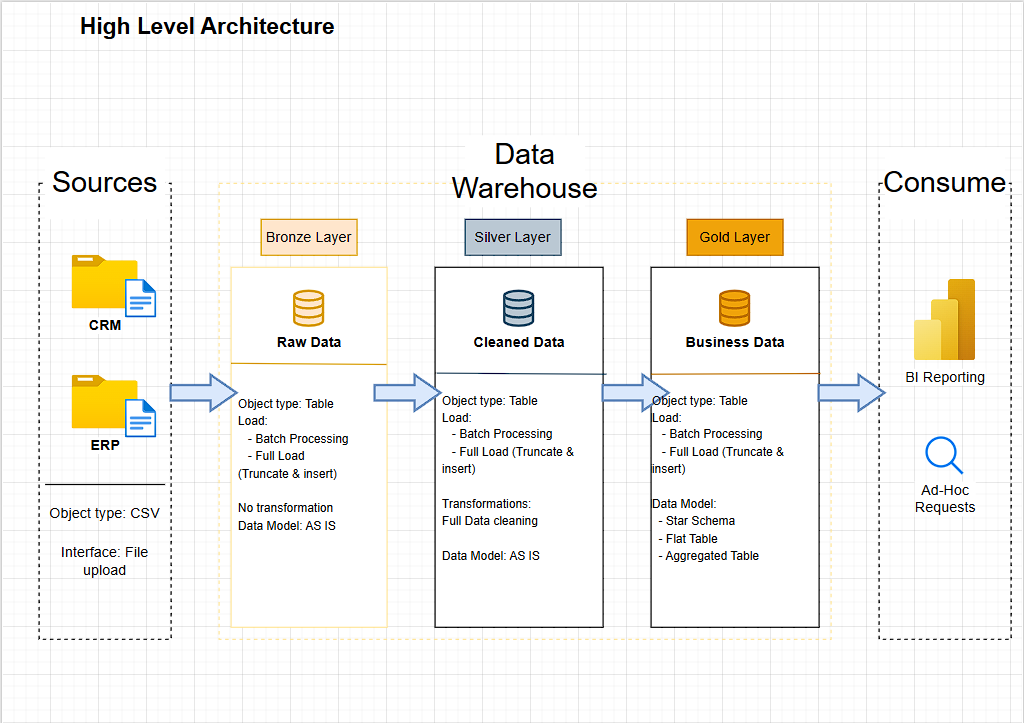 High Level Architecture
Sources
CRM
ERP
Object type: CSV
Interface: File
upload
Data
Warehouse
Bronze Layer
Raw Data
Object type: Table
Load:
- Batch Processing
- Full Load
(Truncate & insert)
No transformation
Data Model: AS IS
Silver Layer
Cleaned Data
Object type: Table
Load:
- Batch Processing
- Full Load (Truncate &
insert)
Transformations:
Full Data cleaning
Data Model: AS IS
Gold Layer
Business Data
Object type: Table
Load:
- Batch Processing
- Full Load (Truncate &
insert)
Data Model:
- Star Schema
- Flat Table
- Aggregated Table
Consume
BI Reporting
Ad-Hoc
Requests